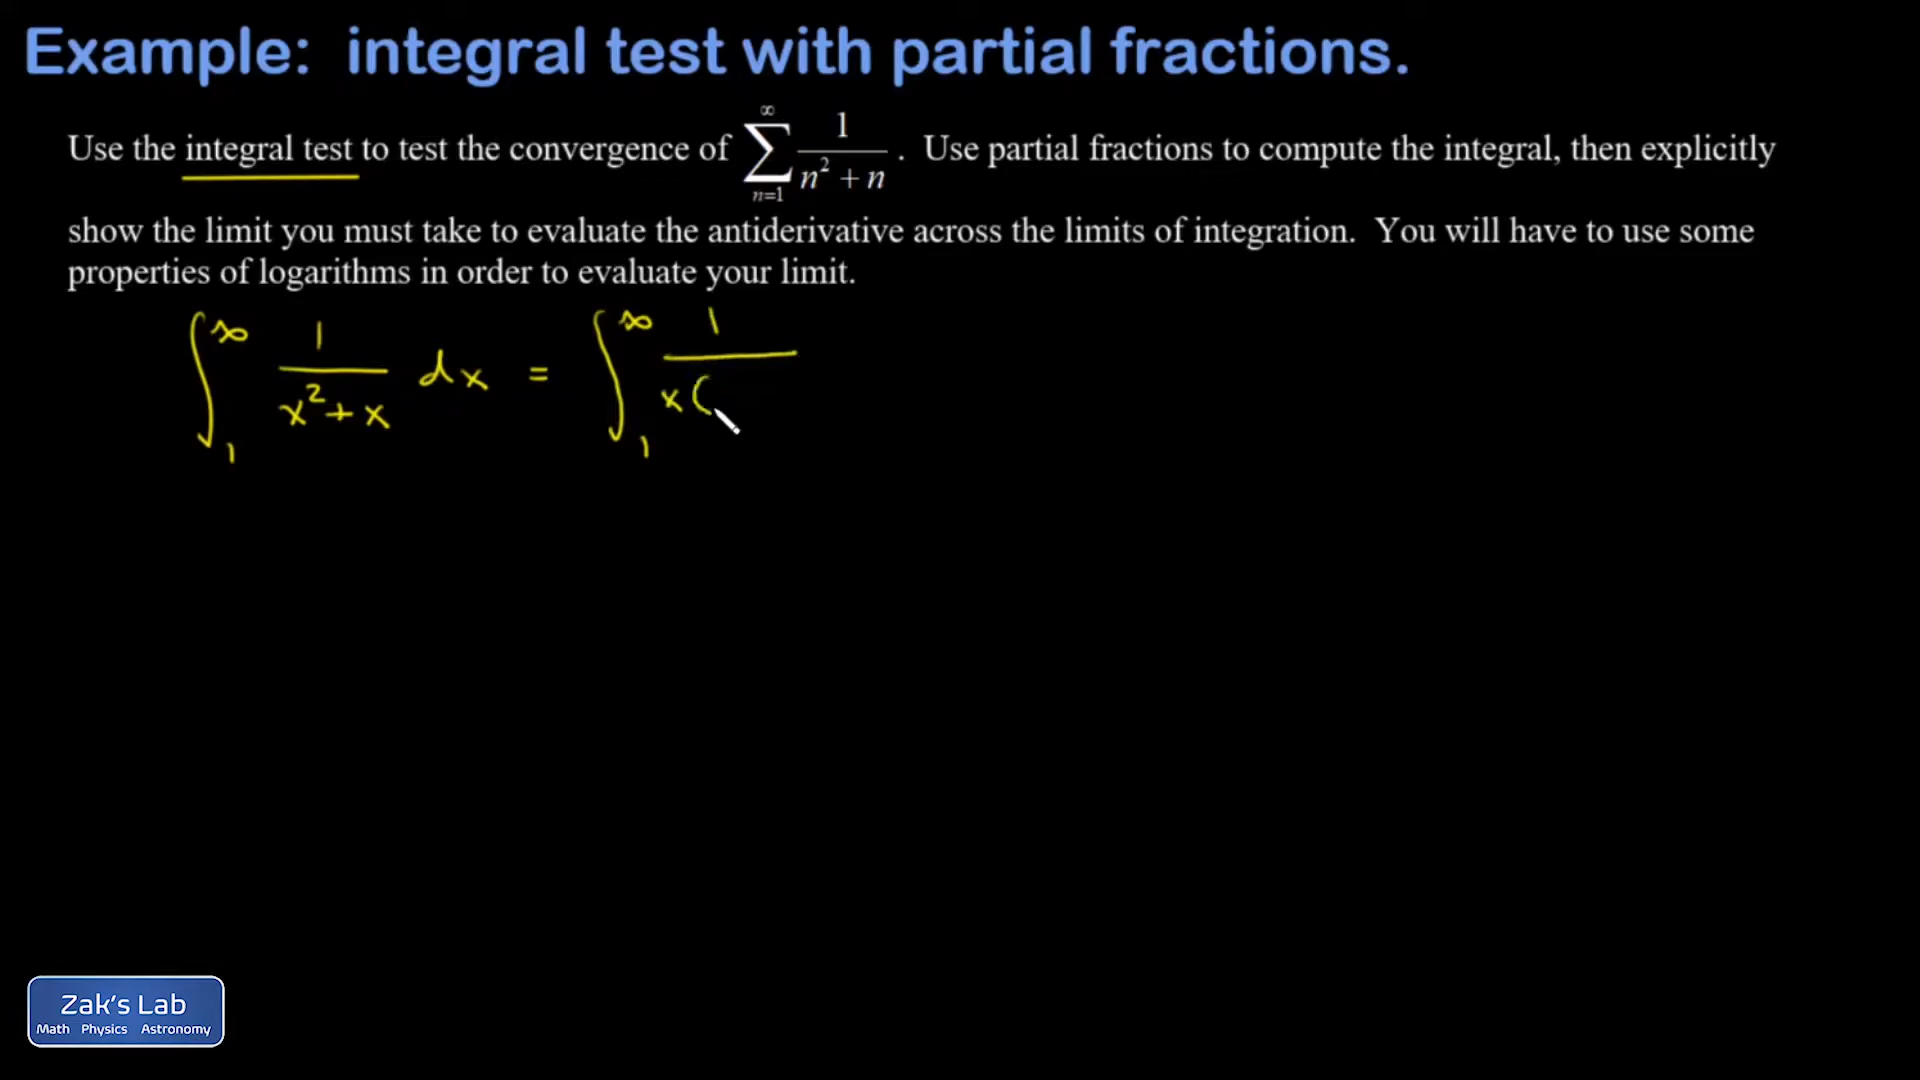 Example: integral test with partial fractions.
Use the integral test to test the convergence of ∑_{n=1}^{∞} 1/(n² + n). Use partial fractions to compute the integral, then explicitly
show the limit you must take to evaluate the antiderivative across the limits of integration. You will have to use some
properties of logarithms in order to evaluate your limit.
∫_1^∞ 1/(x² + x) dx = ∫_1^∞ 1/x(
Zak's Lab
Math Physics Astronomy